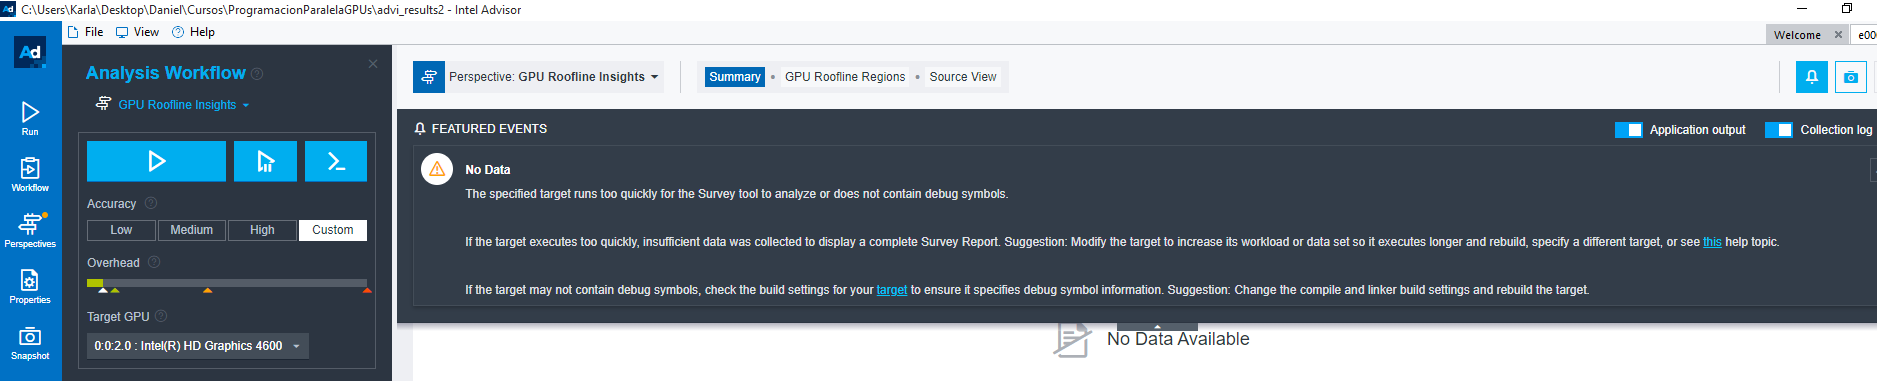 Ad C:\Users\Karla\Desktop\Daniel\Cursos\ProgramacionParalelaGPUs\advi_results2 - Intel Advisor
Ad
File View Help
Welcome
Analysis Workflow
Perspective: GPU Roofline Insights
Summary GPU Roofline Regions Source View
GPU Roofline Insights
Run
FEATURED EVENTS
Application output
Collection log
No Data
The specified target runs too quickly for the Survey tool to analyze or does not contain debug symbols.
If the target executes too quickly, insufficient data was collected to display a complete Survey Report. Suggestion: Modify the target to increase its workload or data set so it executes longer and rebuild, specify a different target, or see this help topic.
If the target may not contain debug symbols, check the build settings for your target to ensure it specifies debug symbol information. Suggestion: Change the compile and linker build settings and rebuild the target.
Workflow
Accuracy
Low Medium High Custom
Perspectives
Overhead
Properties
Target GPU
0:0:2.0 : Intel(R) HD Graphics 4600
Snapshot
No Data Available